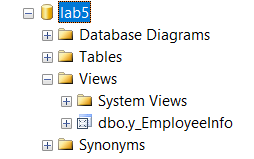 lab5
Database Diagrams
Tables
Views
System Views
dbo.y_EmployeeInfo
Synonyms